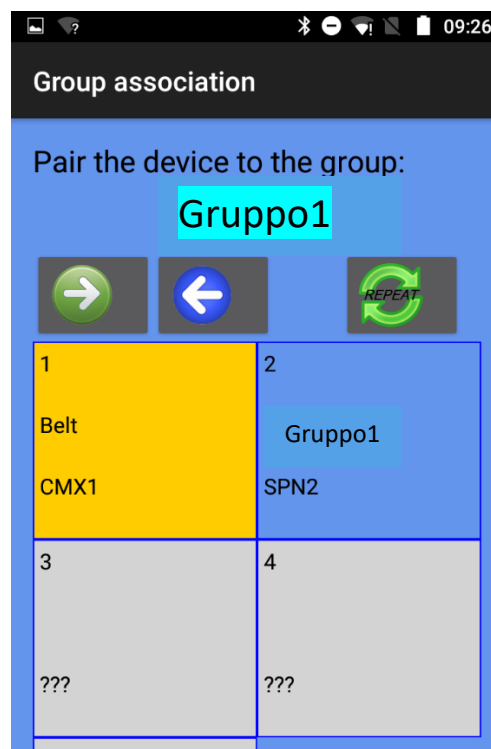 09:26
Group association
Pair the device to the group:
Gruppo1
REPEAT
1
2
Belt
Gruppo1
CMX1
SPN2
3
4
???
???